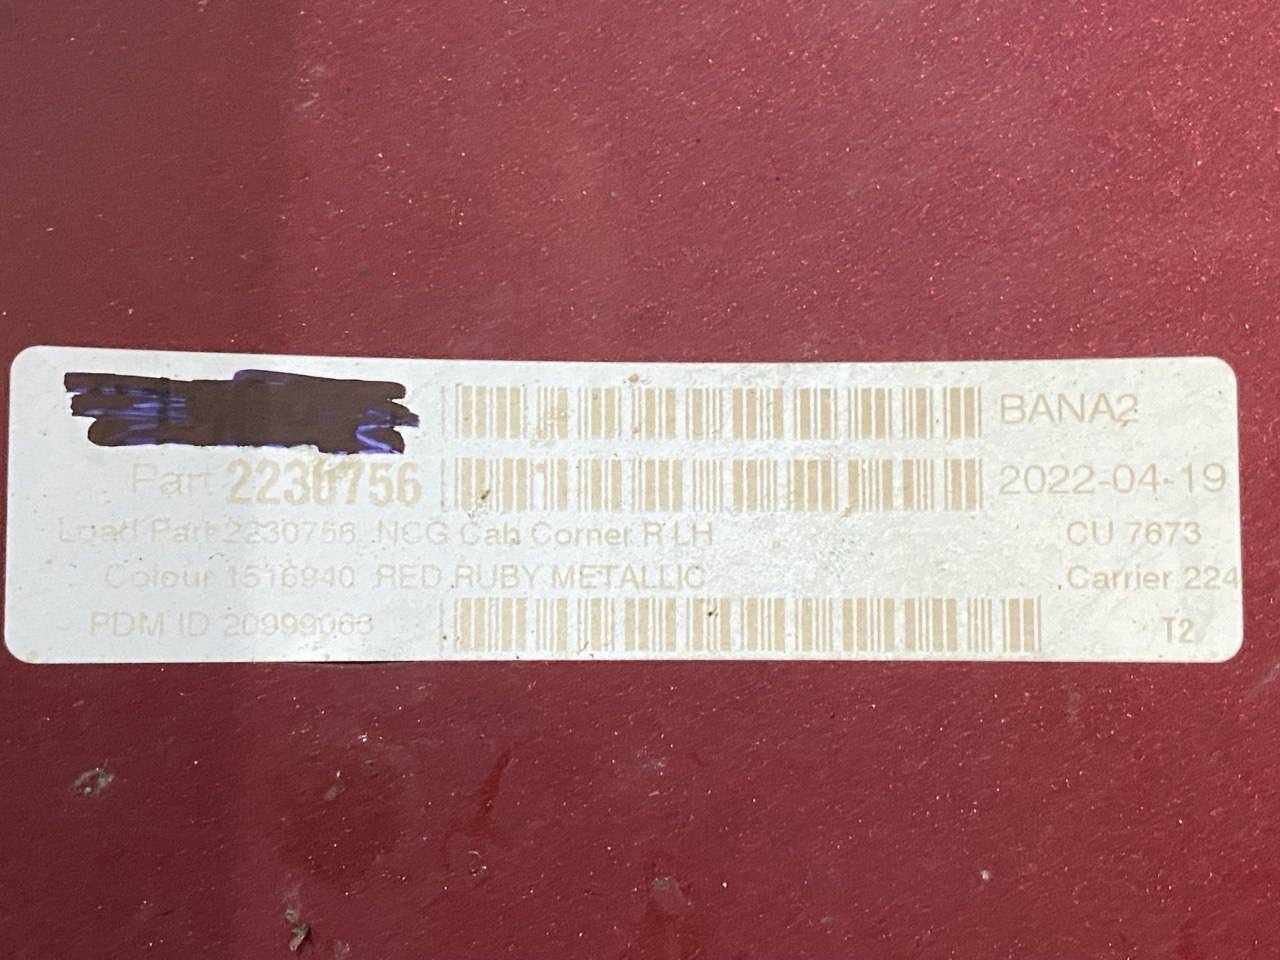 BANA2
Part 2230756 2022-04-19
Load Part 2230756 NCG Cab Corner R LH CU 7673
Colour 1516940 RED RUBY METALLIC Carrier 224
PDM ID 20999063 T2